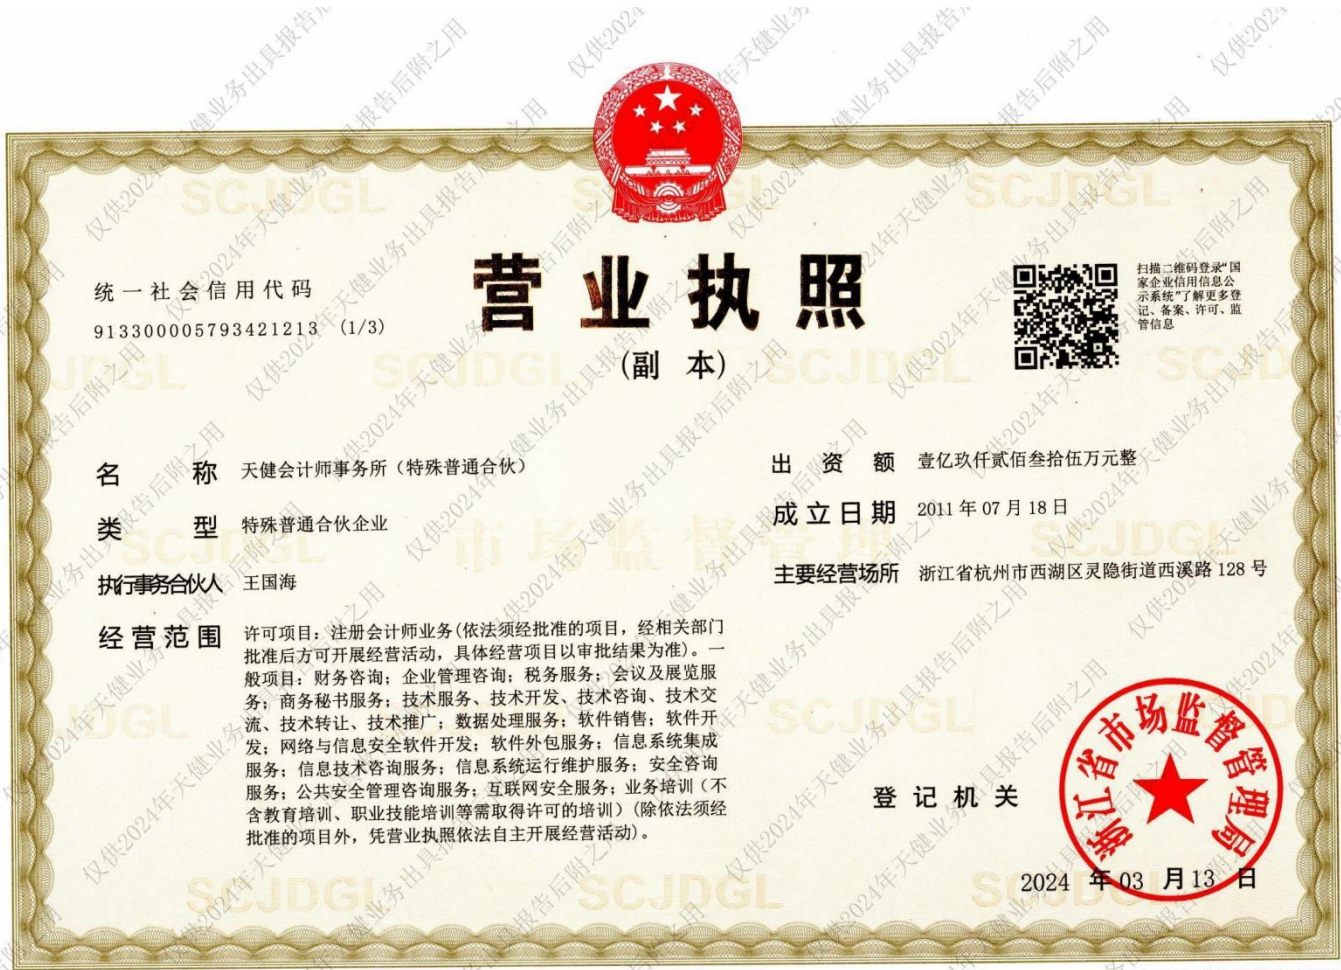 营业执照
(副 本)
统一社会信用代码
913300005793421213 (1/3)
扫描二维码登录“国
家企业信用信息公
示系统”了解更多登
记、备案、许可、监
管信息
名 称 天健会计师事务所（特殊普通合伙）
类 型 特殊普通合伙企业
执行事务合伙人 王国海
经营范围 许可项目：注册会计师业务(依法须经批准的项目，经相关部门
批准后方可开展经营活动，具体经营项目以审批结果为准)。一
般项目：财务咨询；企业管理咨询；税务服务；会议及展览服
务；商务秘书服务；技术服务、技术开发、技术咨询、技术交
流、技术转让、技术推广；数据处理服务；软件销售；软件开
发；网络与信息安全软件开发；软件外包服务；信息系统集成
服务；信息技术咨询服务；信息系统运行维护服务；安全咨询
服务；公共安全管理咨询服务；互联网安全服务；业务培训（不
含教育培训、职业技能培训等需取得许可的培训）(除依法须经
批准的项目外，凭营业执照依法自主开展经营活动)。
出 资 额 壹亿玖仟贰佰叁拾伍万元整
成立日期 2011 年 07 月 18 日
主要经营场所 浙江省杭州市西湖区灵隐街道西溪路 128 号
登记机关
浙江省市场监督管理局
2024 年 03 月 13 日
仅供2024年天健业务出具报告后附之用
SCJDGL
市场监督管理